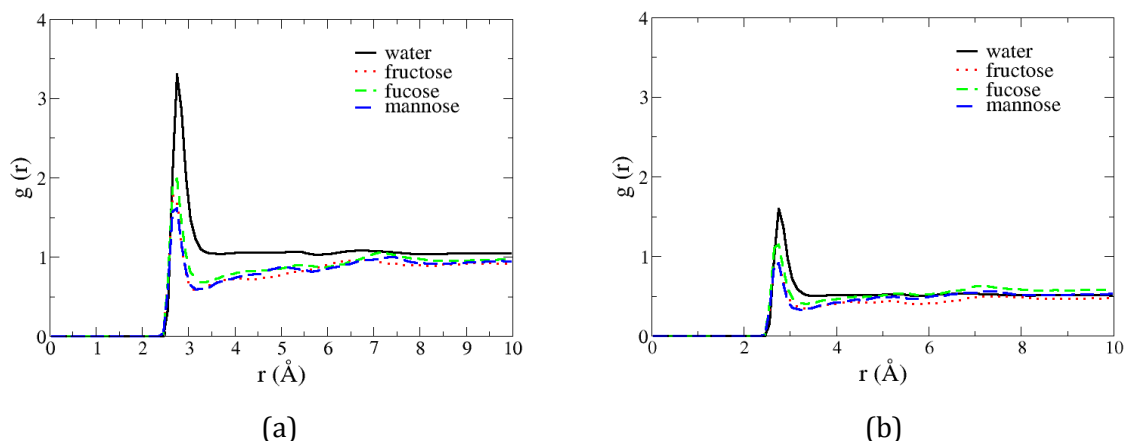 4
3
2
1
0
g (r)
0 1 2 3 4 5 6 7 8 9 10
r (Å)
water
fructose
fucose
mannose
(a)
4
3
2
1
0
g (r)
0 2 4 6 8 10
r (Å)
water
fructose
fucose
mannose
(b)